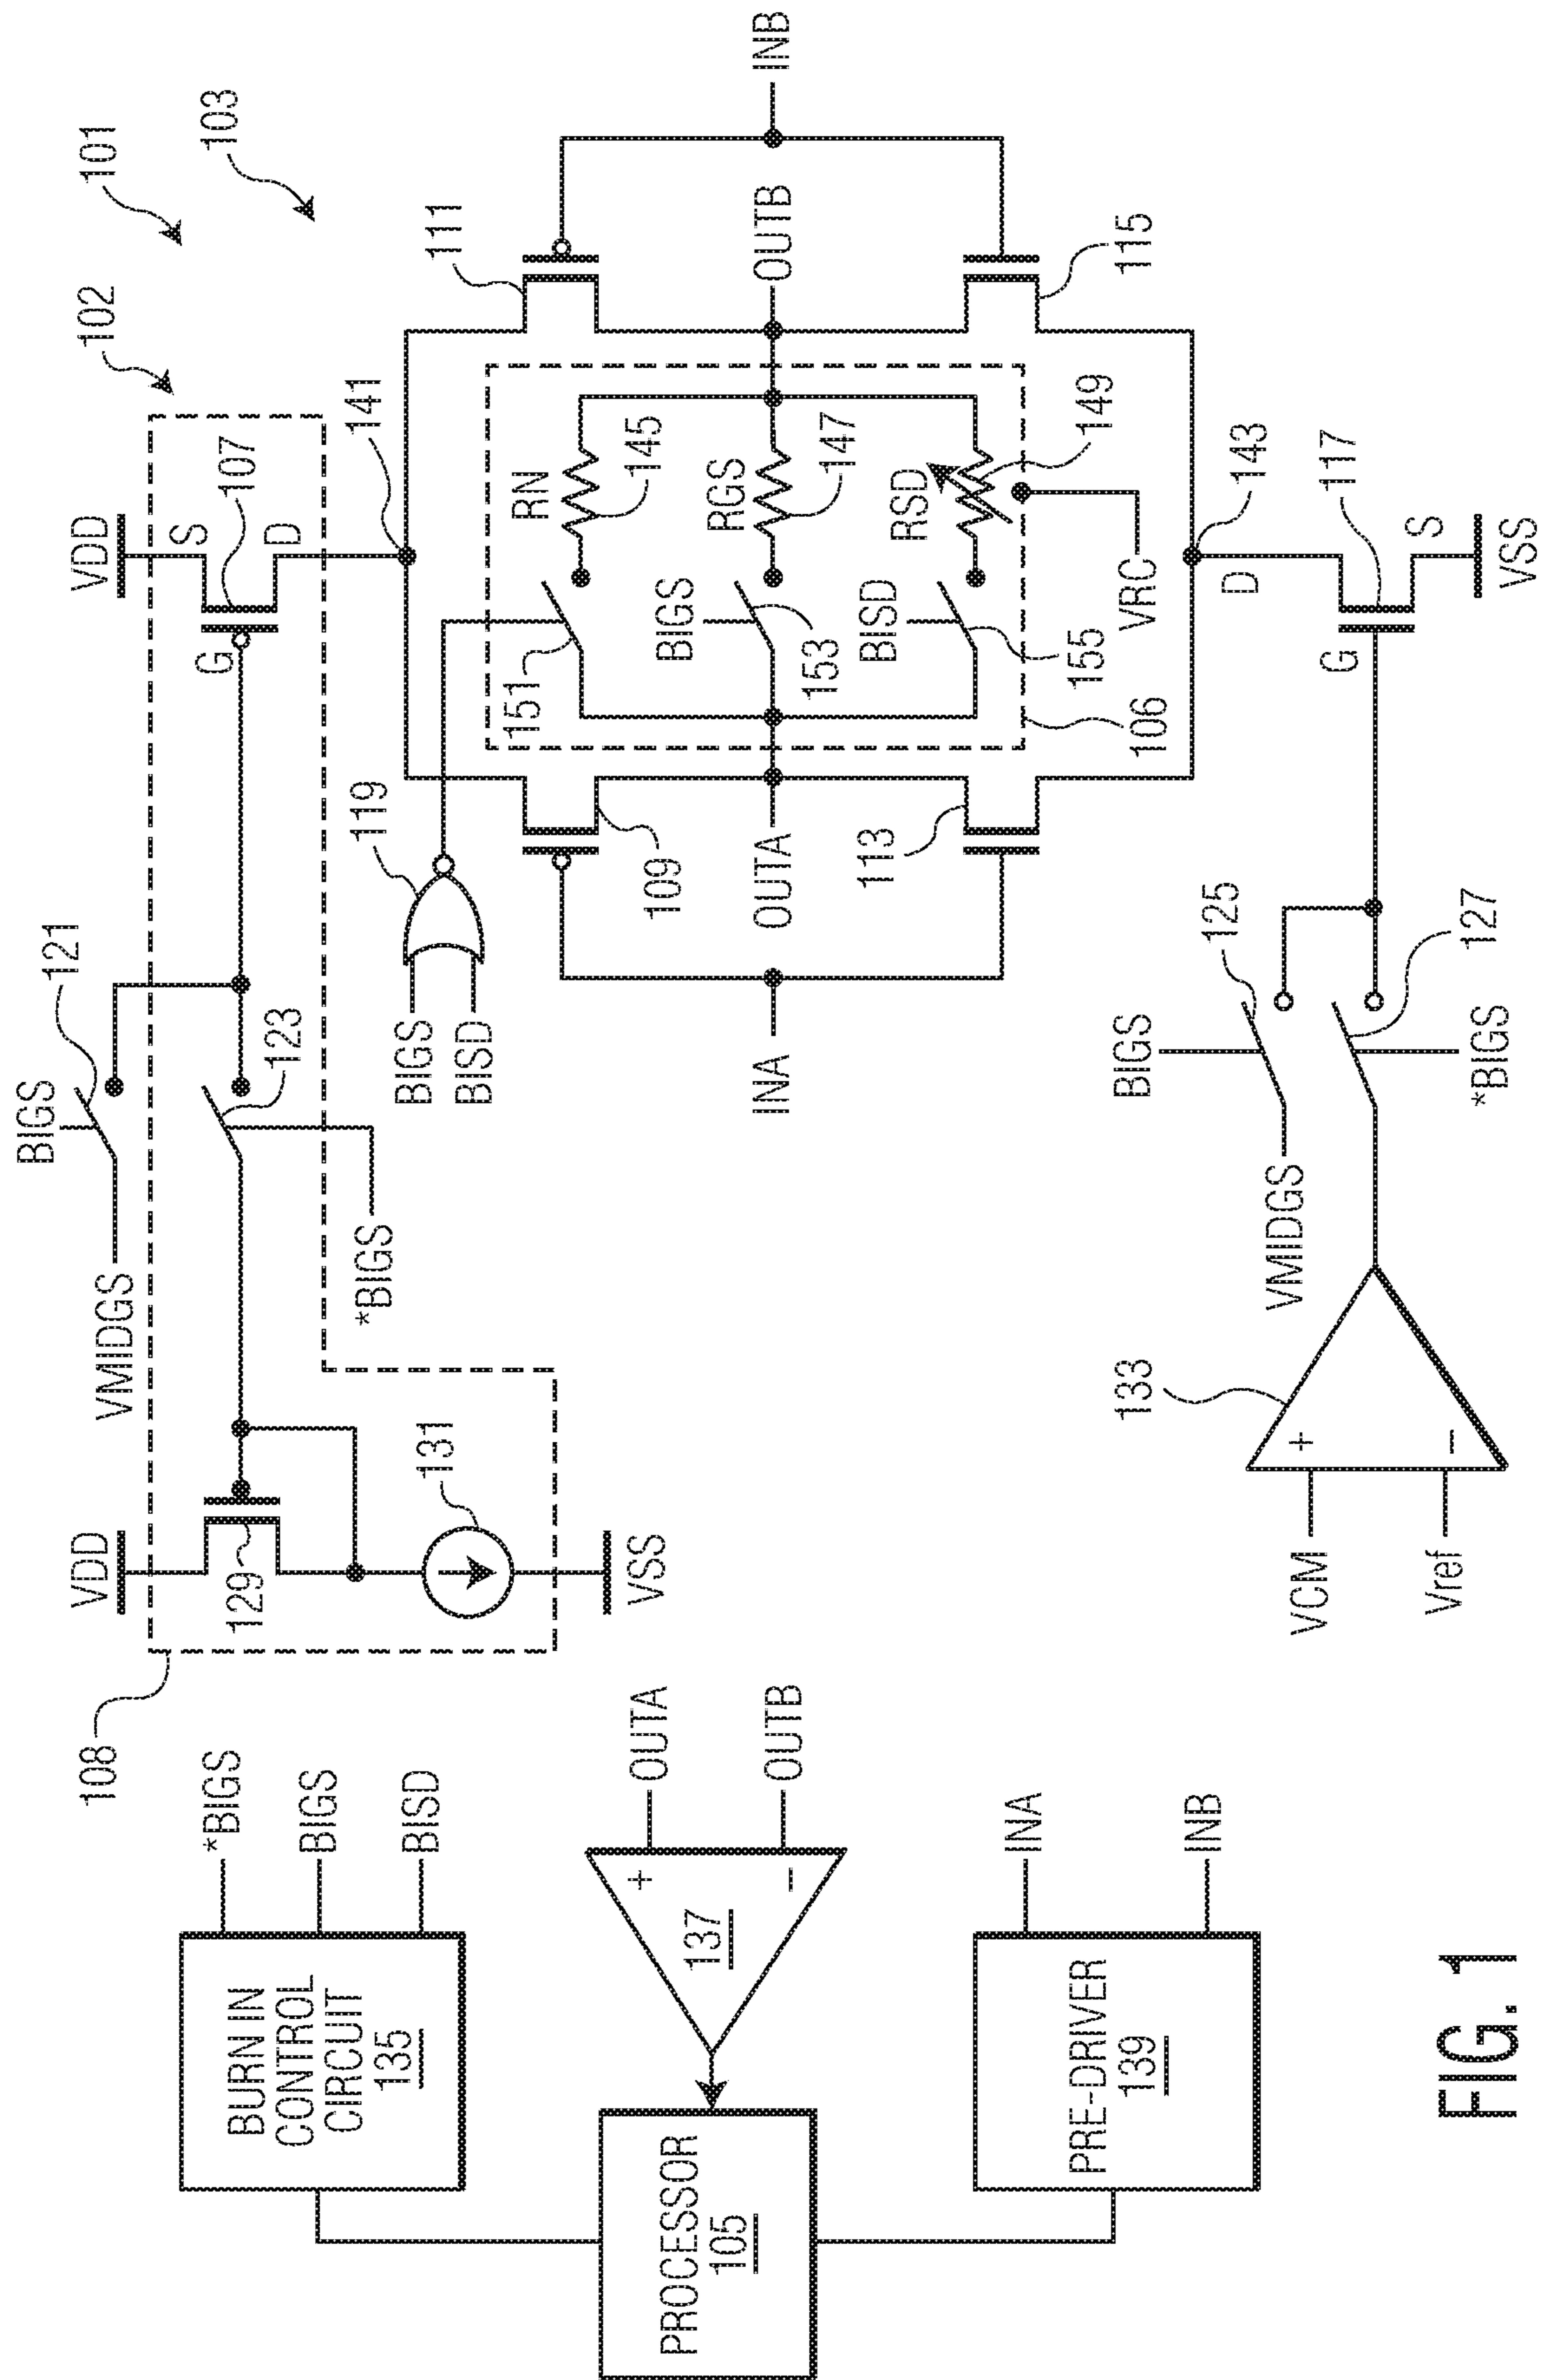 101
102
103
108
VDD
129
131
VSS
VMIDGS
BIGS
121
123
*BIGS
VDD
S
G
D
107
141
BIGS
BISD
119
109
111
INA
OUTA
113
INB
OUTB
115
RN
145
151
BIGS
RGS
147
153
BISD
RSD
149
155
VRC
106
143
D
G
117
S
VSS
VCM
+
Vref
−
133
BIGS
VMIDGS
125
127
*BIGS
*BIGS
BIGS
BISD
BURN IN
CONTROL
CIRCUIT
135
OUTA
OUTB
+
−
137
PROCESSOR
105
INA
INB
PRE-DRIVER
139
FIG. 1